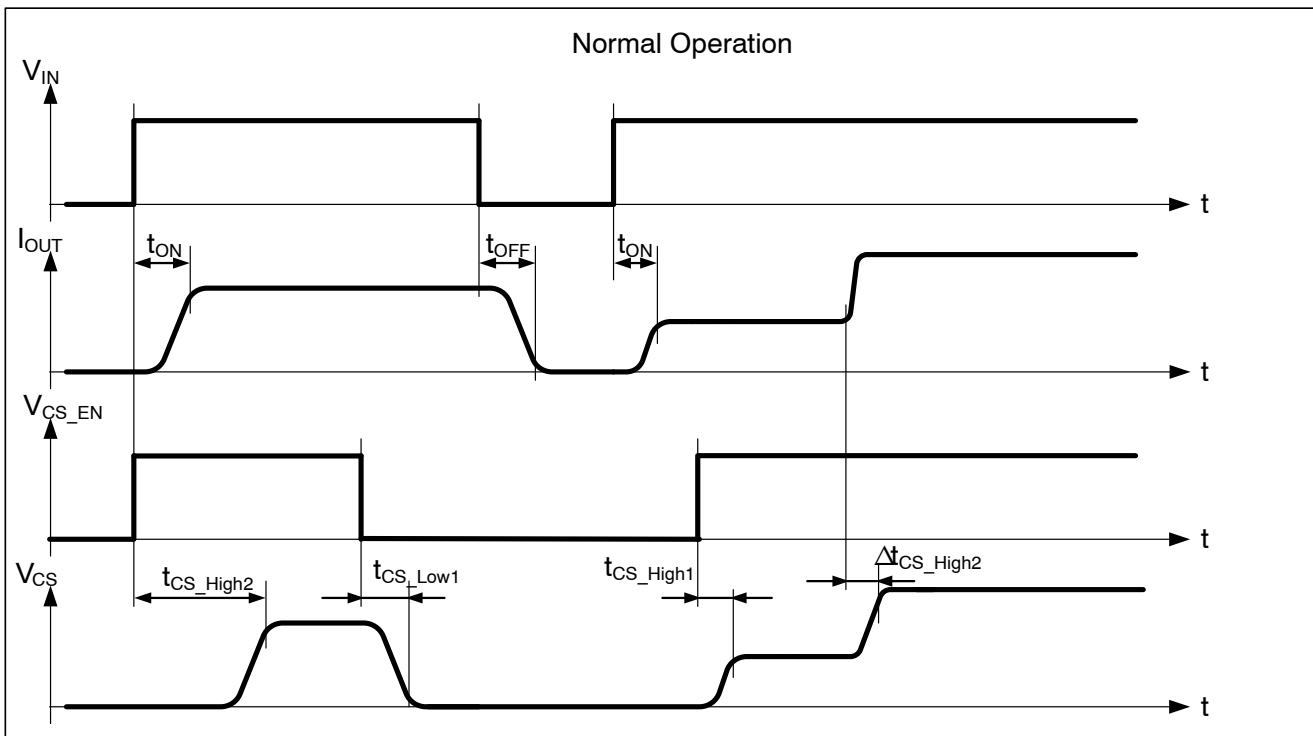 Normal Operation
V_IN
t
I_OUT
t_ON
t_OFF
t_ON
t
V_CS_EN
t
V_CS
t_CS_High2
t_CS_Low1
t_CS_High1
Δt_CS_High2
t